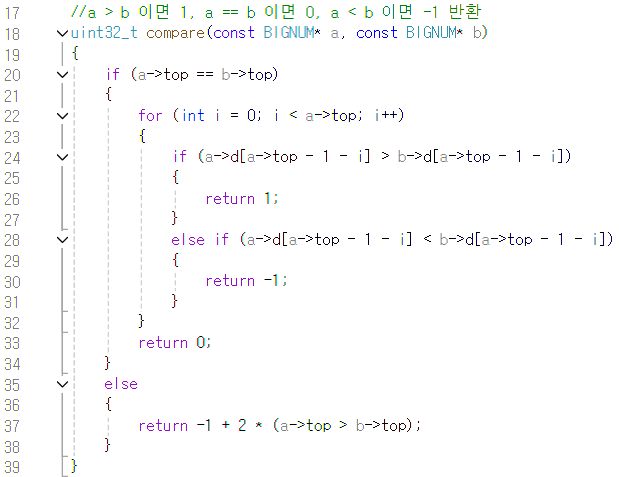 17 //a > b 이면 1, a == b 이면 0, a < b 이면 -1 반환
18 uint32_t compare(const BIGNUM* a, const BIGNUM* b)
19 {
20 if (a->top == b->top)
21 {
22 for (int i = 0; i < a->top; i++)
23 {
24 if (a->d[a->top - 1 - i] > b->d[a->top - 1 - i])
25 {
26 return 1;
27 }
28 else if (a->d[a->top - 1 - i] < b->d[a->top - 1 - i])
29 {
30 return -1;
31 }
32 }
33 return 0;
34 }
35 else
36 {
37 return -1 + 2 * (a->top > b->top);
38 }
39 }